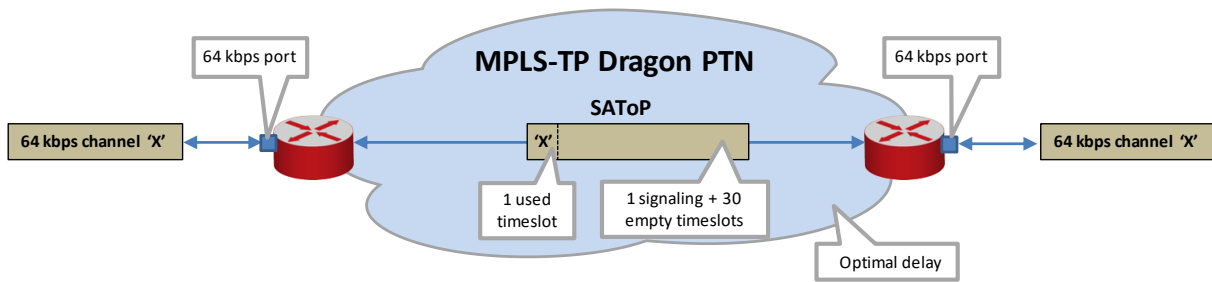 64 kbps port
64 kbps port
MPLS-TP Dragon PTN
SAToP
64 kbps channel ‘X’
‘X’
64 kbps channel ‘X’
1 used
timeslot
1 signaling + 30
empty timeslots
Optimal delay